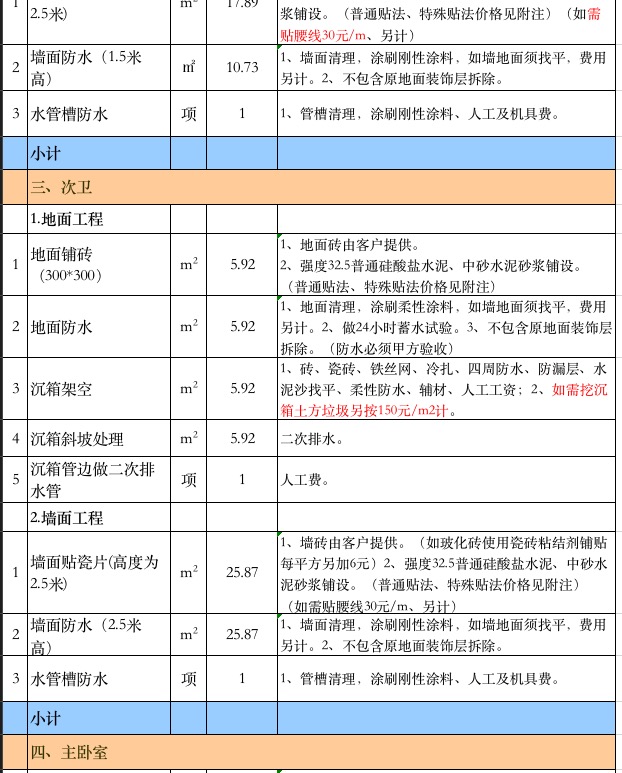 1 2.5米) m² 17.89 浆铺设。（普通贴法、特殊贴法价格见附注）（如需
贴腰线30元/m、另计）
2 墙面防水（1.5米
高） ㎡ 10.73 1、墙面清理，涂刷刚性涂料，如墙地面须找平，费用
另计。2、不包含原地面装饰层拆除。
3 水管槽防水 项 1 1、管槽清理，涂刷刚性涂料、人工及机具费。
小计
三、次卫
1.地面工程
1 地面铺砖
（300*300） m² 5.92 1、地面砖由客户提供。
2、强度32.5普通硅酸盐水泥、中砂水泥砂浆铺设。
（普通贴法、特殊贴法价格见附注）
2 地面防水 m² 5.92 1、地面清理，涂刷柔性涂料，如墙地面须找平，费用
另计。2、做24小时蓄水试验。3、不包含原地面装饰层
拆除。（防水必须甲方验收）
3 沉箱架空 m² 5.92 1、砖、瓷砖、铁丝网、冷扎、四周防水、防漏层、水
泥沙找平、柔性防水、辅材、人工工资；2、如需挖沉
箱土方垃圾另按150元/m2计。
4 沉箱斜坡处理 m² 5.92 二次排水。
5 沉箱管边做二次排
水管 项 1 人工费。
2.墙面工程
1 墙面贴瓷片(高度为
2.5米) m² 25.87 1、墙砖由客户提供。（如玻化砖使用瓷砖粘结剂铺贴
每平方另加6元）2、强度32.5普通硅酸盐水泥、中砂水
泥砂浆铺设。（普通贴法、特殊贴法价格见附注）
（如需贴腰线30元/m、另计）
2 墙面防水（2.5米
高） m² 25.87 1、墙面清理，涂刷刚性涂料，如墙地面须找平，费用
另计。2、不包含原地面装饰层拆除。
3 水管槽防水 项 1 1、管槽清理，涂刷刚性涂料、人工及机具费。
小计
四、主卧室